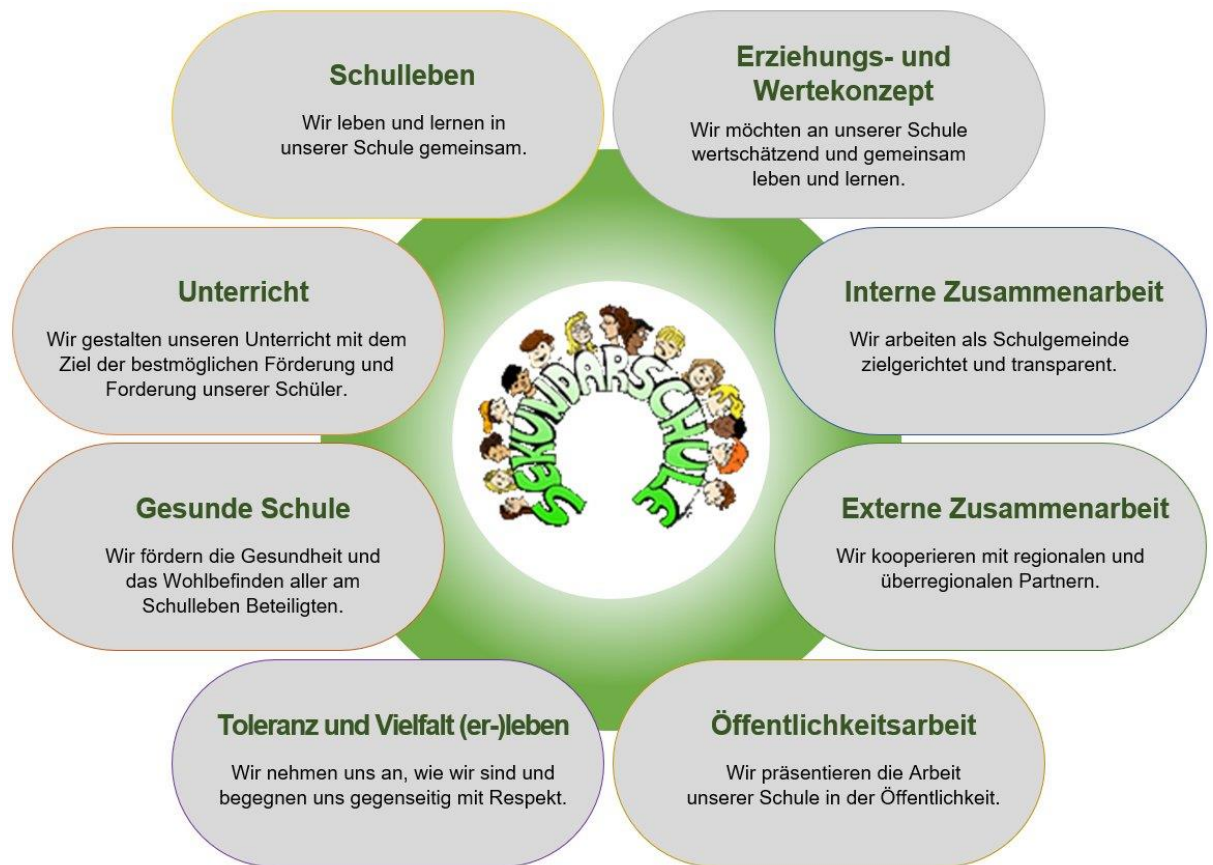 Schulleben
Wir leben und lernen in
unserer Schule gemeinsam.
Erziehungs- und
Wertekonzept
Wir möchten an unserer Schule
wertschätzend und gemeinsam
leben und lernen.
Unterricht
Wir gestalten unseren Unterricht mit dem
Ziel der bestmöglichen Förderung und
Forderung unserer Schüler.
Interne Zusammenarbeit
Wir arbeiten als Schulgemeinde
zielgerichtet und transparent.
SEKUNDARSCHULE
Gesunde Schule
Wir fördern die Gesundheit und
das Wohlbefinden aller am
Schulleben Beteiligten.
Externe Zusammenarbeit
Wir kooperieren mit regionalen und
überregionalen Partnern.
Toleranz und Vielfalt (er-)leben
Wir nehmen uns an, wie wir sind und
begegnen uns gegenseitig mit Respekt.
Öffentlichkeitsarbeit
Wir präsentieren die Arbeit
unserer Schule in der Öffentlichkeit.